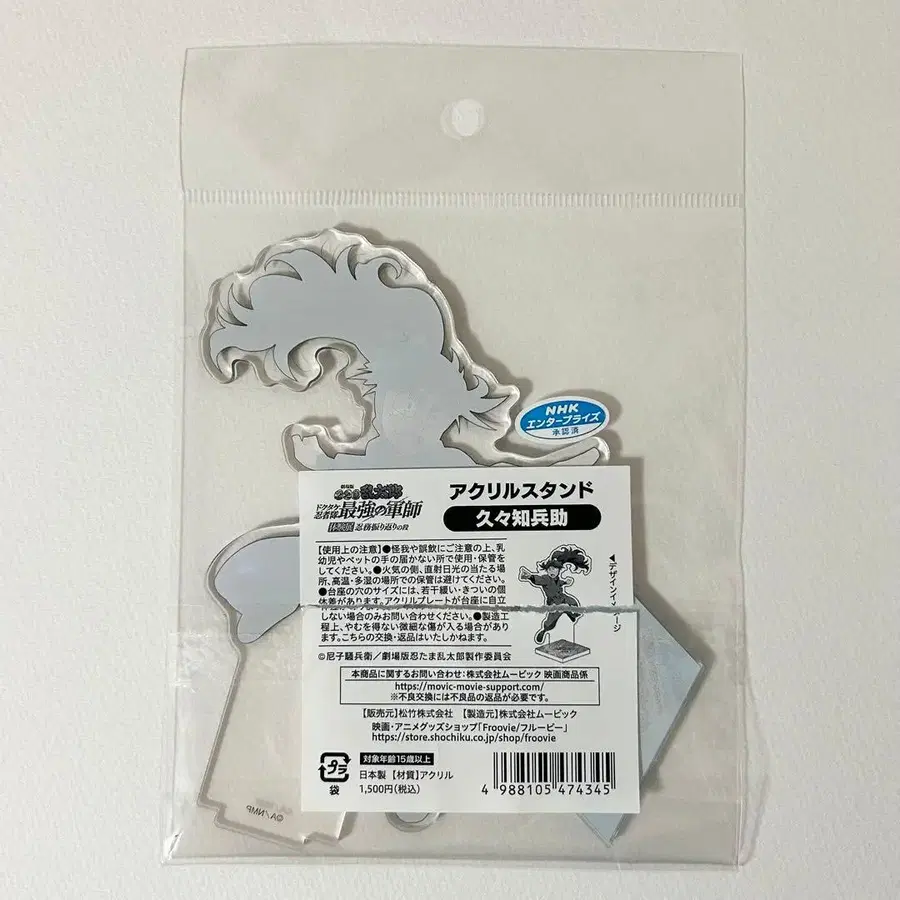 NHK
エンタープライズ
承認済
劇場版
忍たま乱太郎
ドクタケ忍者隊 最強の軍師
体験展 忍務振り返りの段
アクリルスタンド
久々知兵助
【使用上の注意】●怪我や誤飲にご注意の上、乳
幼児やペットの手の届かない所で使用・保管を
してください。●火気の側、直射日光の当たる場
所、高温・多湿の場所での保管は避けてください。
●台座の穴のサイズには、若干緩い・きついの個
体差があります。アクリルプレートが台座に自立
しない場合のみお問い合わせください。●製造工
程上、やむを得ない微細な傷が入る場合があり
ます。こちらの交換・返品はいたしかねます。
◀デザインイメージ
©尼子騒兵衛／劇場版忍たま乱太郎製作委員会
本商品に関するお問い合わせ：株式会社ムービック 映画商品係
https://movic-movie-support.com/
※不良交換には不良品の返品が必要です。
【販売元】松竹株式会社 【製造元】株式会社ムービック
映画・アニメグッズショップ「Froovie/フルービー」
https://store.shochiku.co.jp/shop/froovie
プラ
袋
対象年齢15歳以上
日本製 【材質】アクリル
1,500円（税込）
4 988105 474345
©A／NMP